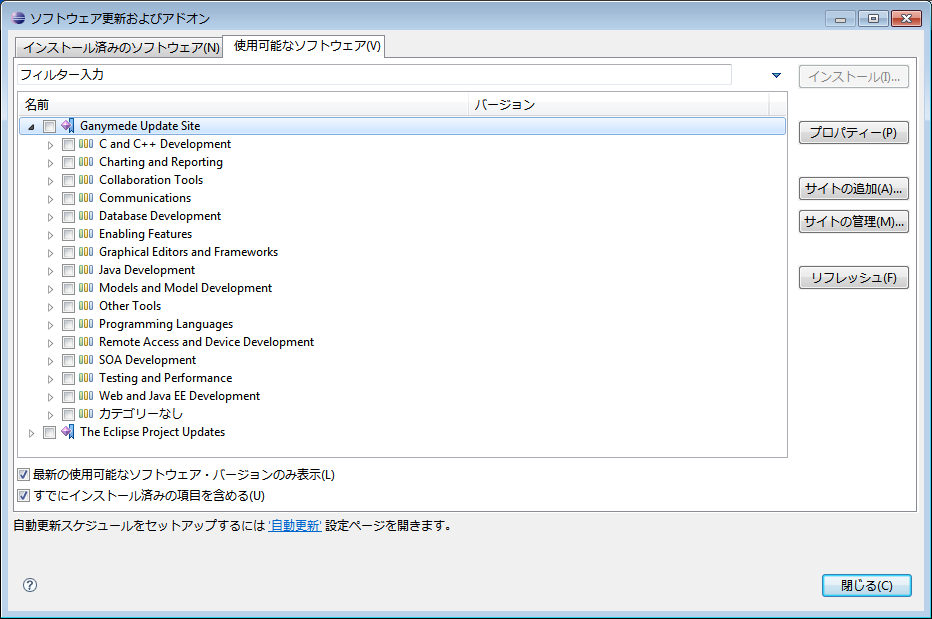 ソフトウェア更新およびアドオン
インストール済みのソフトウェア(N) 使用可能なソフトウェア(V)
フィルター入力
インストール(I)...
名前 バージョン
Ganymede Update Site
プロパティー(P)
C and C++ Development
Charting and Reporting
Collaboration Tools
サイトの追加(A)...
Communications
Database Development
サイトの管理(M)...
Enabling Features
Graphical Editors and Frameworks
Java Development
リフレッシュ(F)
Models and Model Development
Other Tools
Programming Languages
Remote Access and Device Development
SOA Development
Testing and Performance
Web and Java EE Development
カテゴリーなし
The Eclipse Project Updates
最新の使用可能なソフトウェア・バージョンのみ表示(L)
すでにインストール済みの項目を含める(U)
自動更新スケジュールをセットアップするには '自動更新' 設定ページを開きます。
?
閉じる(C)